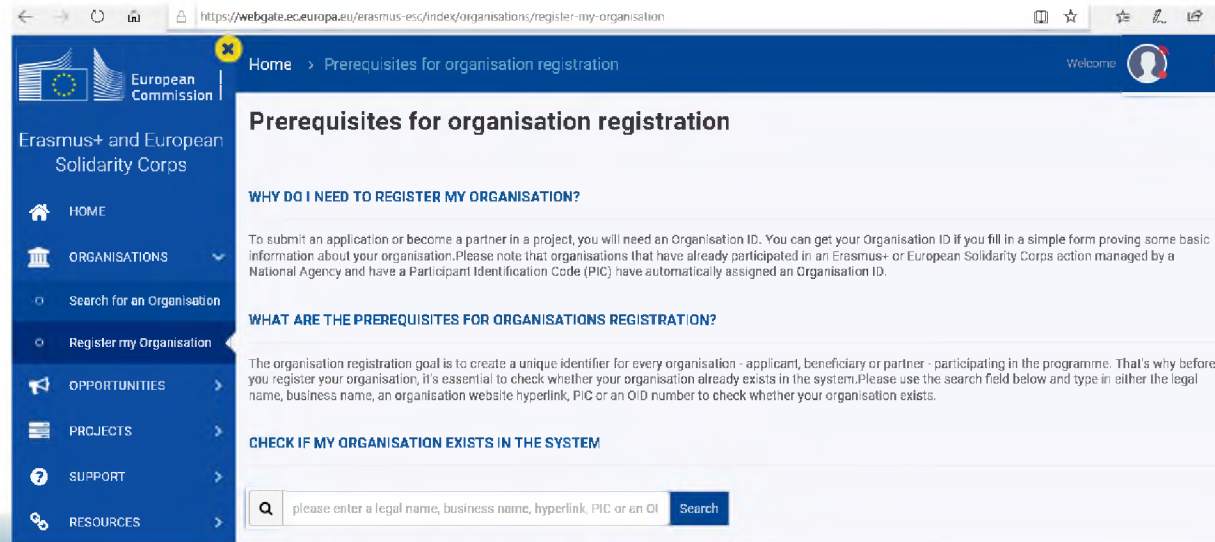 https://webgate.ec.europa.eu/erasmus-esc/index/organisations/register-my-organisation
European
Commission
Home > Prerequisites for organisation registration
Welcome
Erasmus+ and European
Solidarity Corps
HOME
ORGANISATIONS
Search for an Organisation
Register my Organisation
OPPORTUNITIES
PROJECTS
SUPPORT
RESOURCES
Prerequisites for organisation registration
WHY DO I NEED TO REGISTER MY ORGANISATION?
To submit an application or become a partner in a project, you will need an Organisation ID. You can get your Organisation ID if you fill in a simple form proving some basic
information about your organisation.Please note that organisations that have already participated in an Erasmus+ or European Solidarity Corps action managed by a
National Agency and have a Participant Identification Code (PIC) have automatically assigned an Organisation ID.
WHAT ARE THE PREREQUISITES FOR ORGANISATIONS REGISTRATION?
The organisation registration goal is to create a unique identifier for every organisation - applicant, beneficiary or partner - participating in the programme. That's why before
you register your organisation, it's essential to check whether your organisation already exists in the system.Please use the search field below and type in either the legal
name, business name, an organisation website hyperlink, PIC or an OID number to check whether your organisation exists.
CHECK IF MY ORGANISATION EXISTS IN THE SYSTEM
please enter a legal name, business name, hyperlink, PIC or an OI
Search